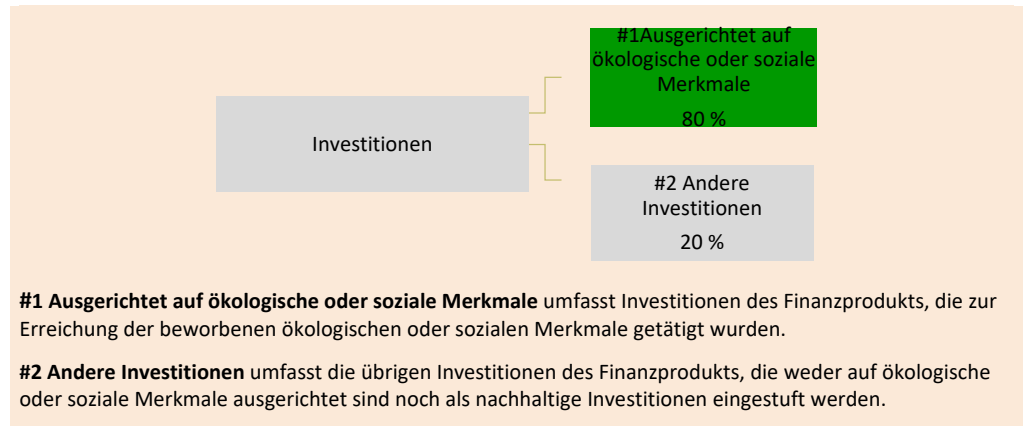 #1Ausgerichtet auf
ökologische oder soziale
Merkmale
80 %
Investitionen
#2 Andere
Investitionen
20 %
#1 Ausgerichtet auf ökologische oder soziale Merkmale umfasst Investitionen des Finanzprodukts, die zur
Erreichung der beworbenen ökologischen oder sozialen Merkmale getätigt wurden.
#2 Andere Investitionen umfasst die übrigen Investitionen des Finanzprodukts, die weder auf ökologische
oder soziale Merkmale ausgerichtet sind noch als nachhaltige Investitionen eingestuft werden.